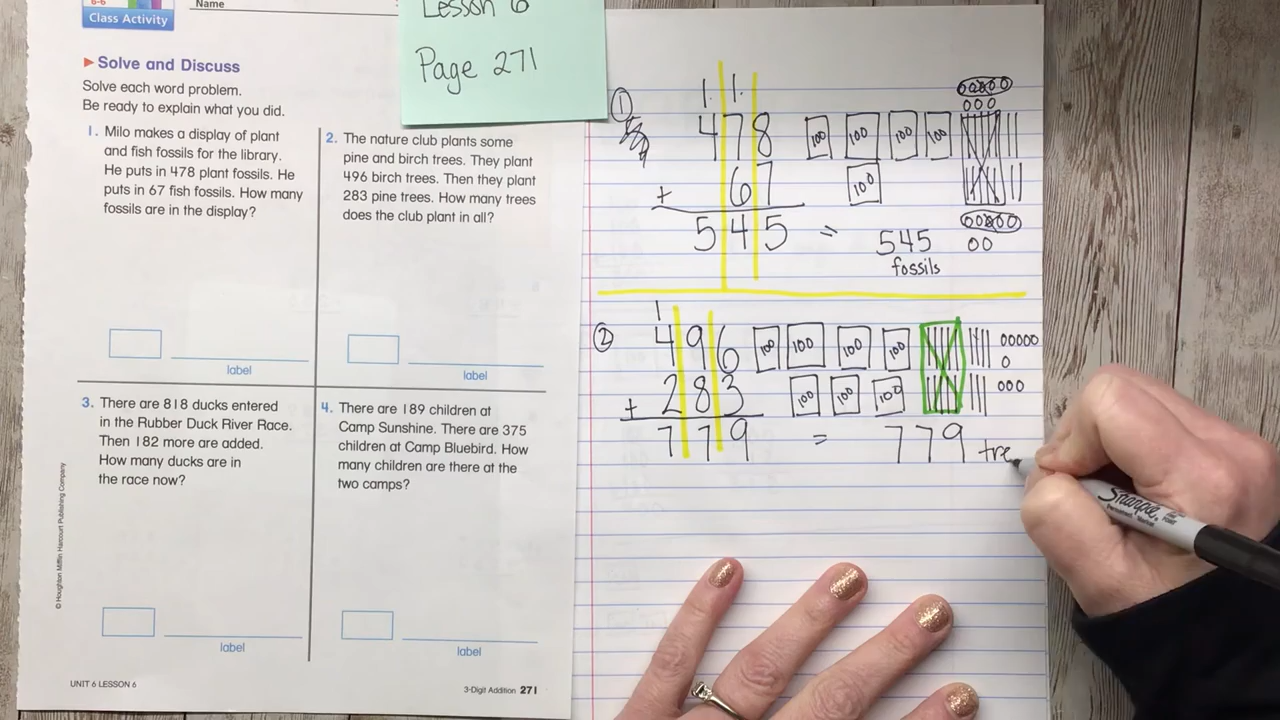 Class Activity
Name
Lesson 6
Page 271
Solve and Discuss
Solve each word problem.
Be ready to explain what you did.
1. Milo makes a display of plant
and fish fossils for the library.
He puts in 478 plant fossils. He
puts in 67 fish fossils. How many
fossils are in the display?
label
2. The nature club plants some
pine and birch trees. They plant
496 birch trees. Then they plant
283 pine trees. How many trees
does the club plant in all?
label
3. There are 818 ducks entered
in the Rubber Duck River Race.
Then 182 more are added.
How many ducks are in
the race now?
label
4. There are 189 children at
Camp Sunshine. There are 375
children at Camp Bluebird. How
many children are there at the
two camps?
label
© Houghton Mifflin Harcourt Publishing Company
UNIT 6 LESSON 6
3-Digit Addition 271
1
1 1
478 100 100 100 100
+ 67 100
545 = 545
fossils
2
1
496 100 100 100 100
+ 283 100 100 100
779 = 779 tre
Sharpie